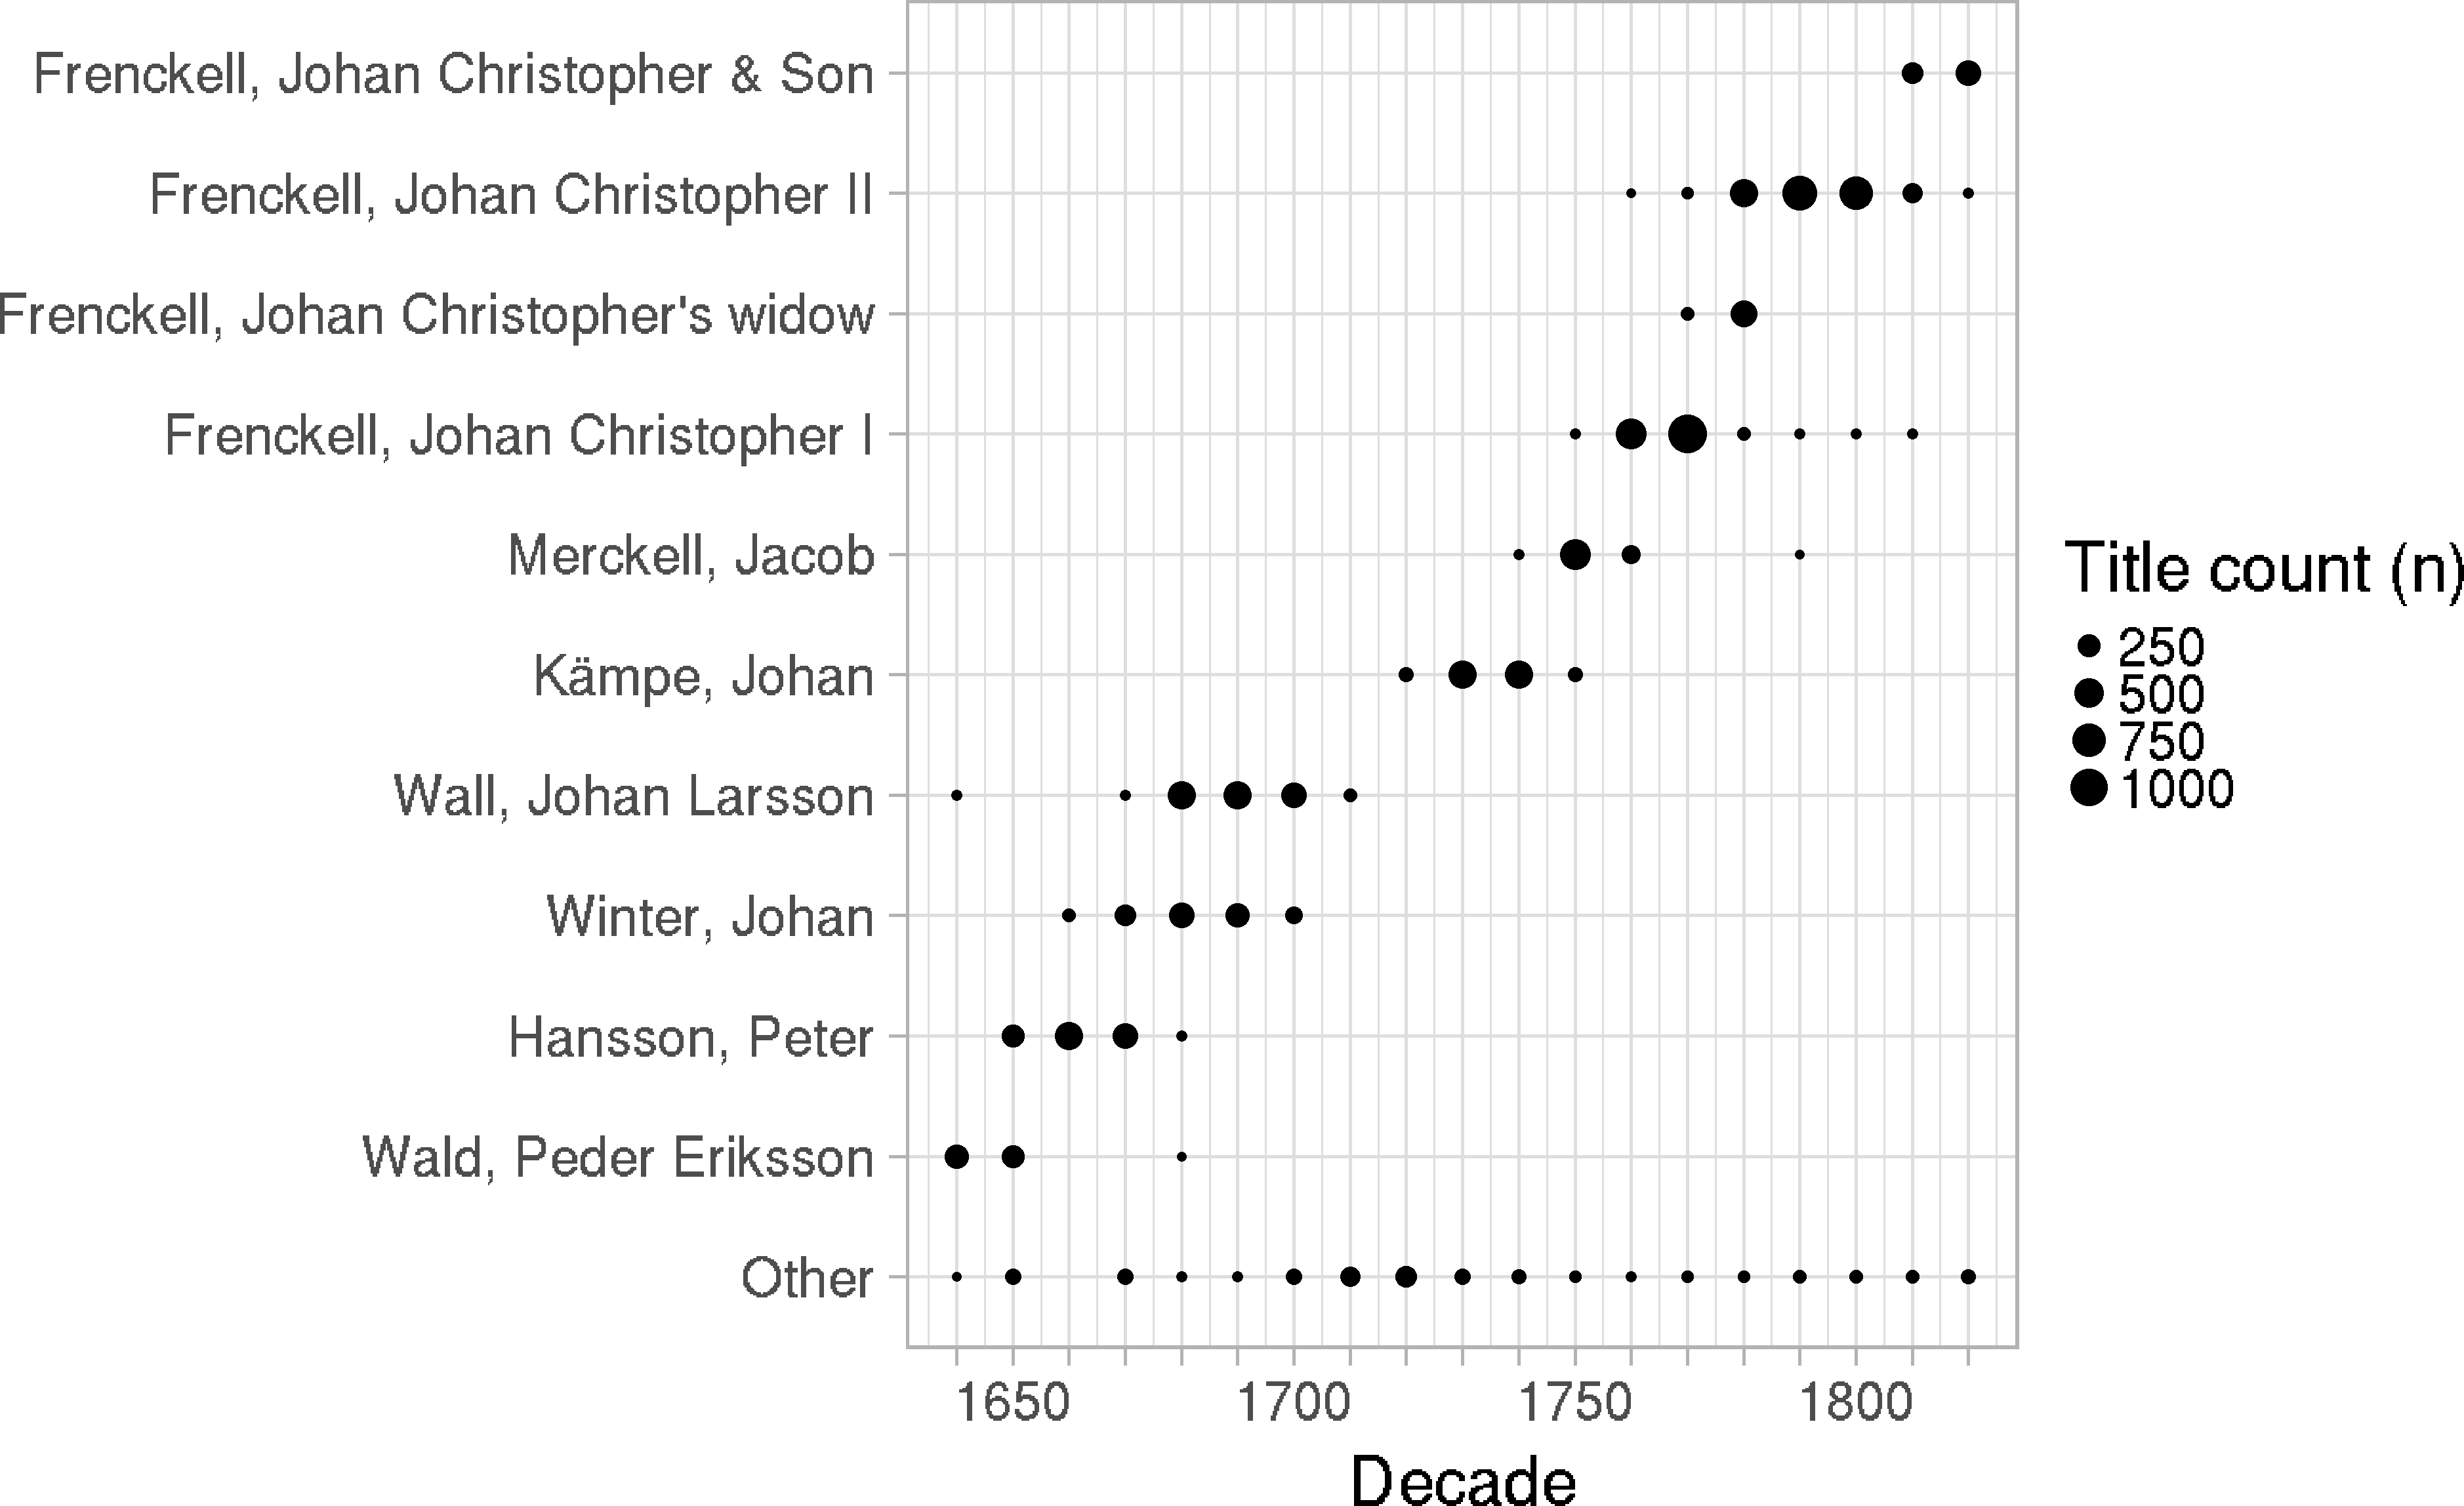 Frenckell, Johan Christopher & Son
Frenckell, Johan Christopher II
Frenckell, Johan Christopher's widow
Frenckell, Johan Christopher I
Merckell, Jacob
Kämpe, Johan
Wall, Johan Larsson
Winter, Johan
Hansson, Peter
Wald, Peder Eriksson
Other
1650 1700 1750 1800
Decade
Title count (n)
250
500
750
1000